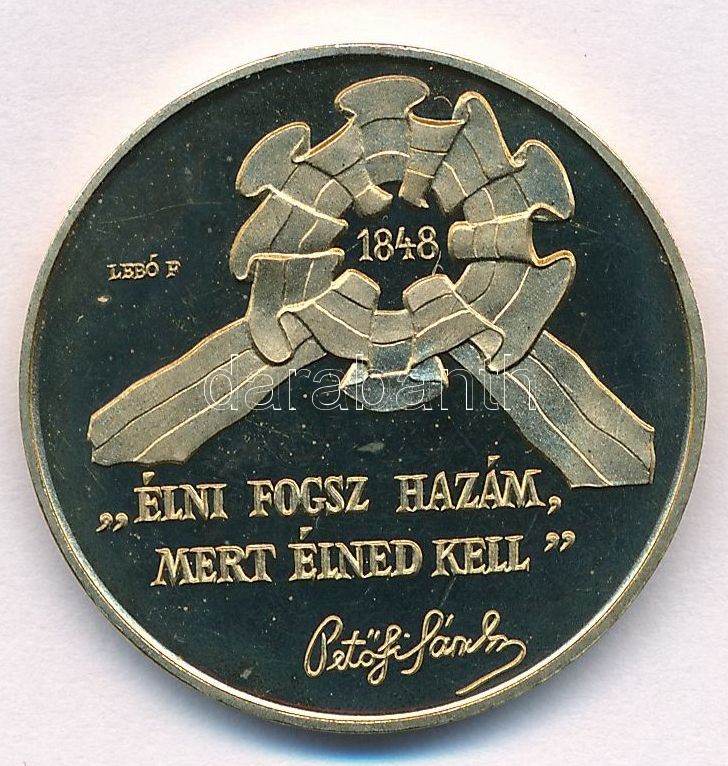 1848
LEBÓ F
darabanth
„ÉLNI FOGSZ HAZÁM,
MERT ÉLNED KELL”
Petőfi Sándor